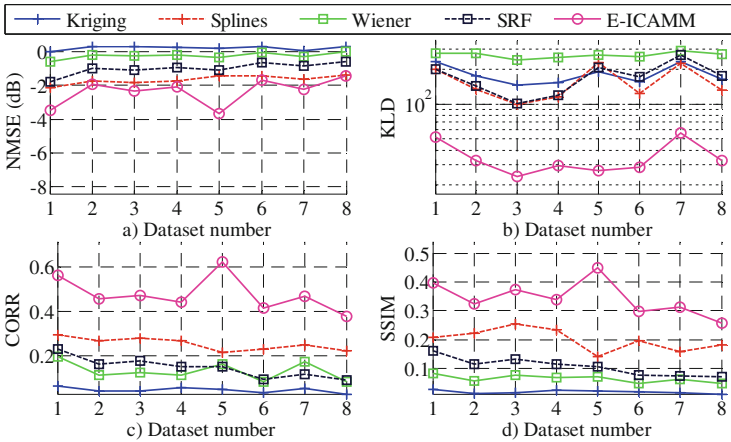 Kriging Splines Wiener SRF E-ICAMM
NMSE (dB)
0
-2
-4
-6
-8
1 2 3 4 5 6 7 8
a) Dataset number
KLD
10^2
1 2 3 4 5 6 7 8
b) Dataset number
CORR
0.6
0.4
0.2
1 2 3 4 5 6 7 8
c) Dataset number
SSIM
0.5
0.4
0.3
0.2
0.1
1 2 3 4 5 6 7 8
d) Dataset number